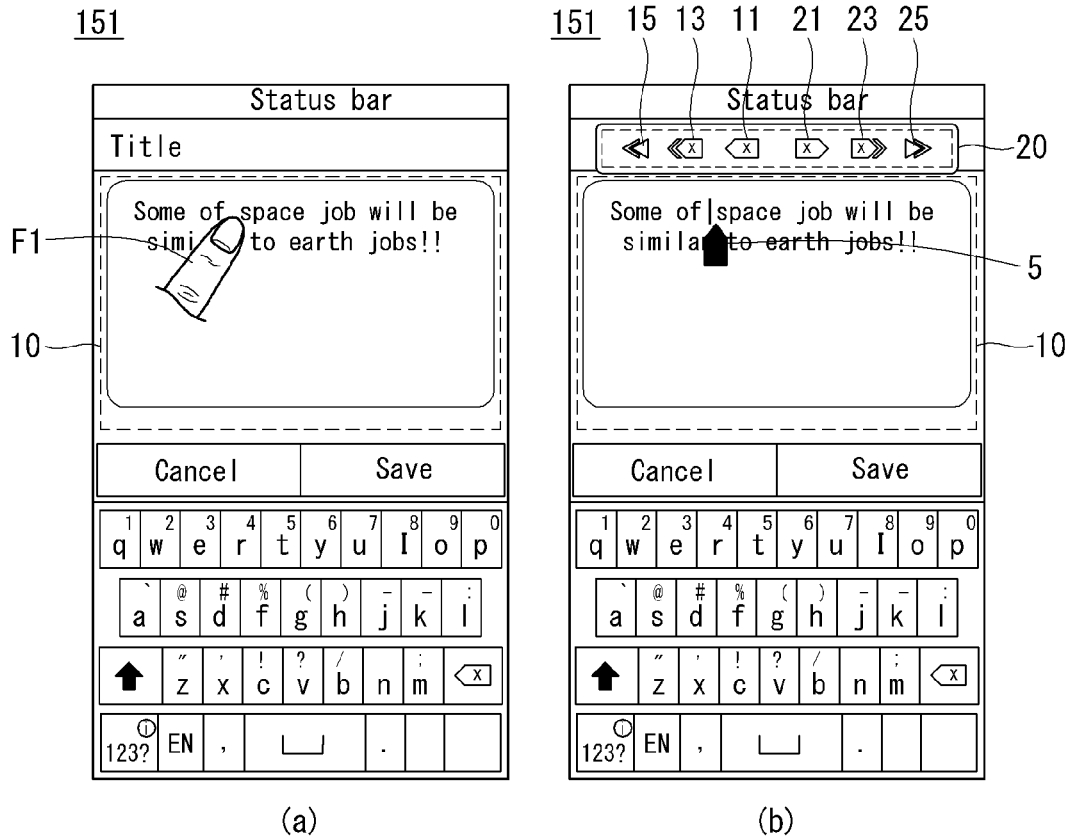 151
151 15 13 11 21 23 25
Status bar
Title
Some of space job will be
simi to earth jobs!!
F1
10
Cancel Save
1 2 3 4 5 6 7 8 9 0
q w e r t y u I o p
` @ # % ( ) - - :
a s d f g h j k l
" ' ! ? / ;
z x c v b n m x
123? EN , .
(a)
Status bar
x x x x
20
Some of space job will be
similar to earth jobs!!
5
10
Cancel Save
1 2 3 4 5 6 7 8 9 0
q w e r t y u I o p
` @ # % ( ) - - :
a s d f g h j k l
" ' ! ? / ;
z x c v b n m x
123? EN , .
(b)